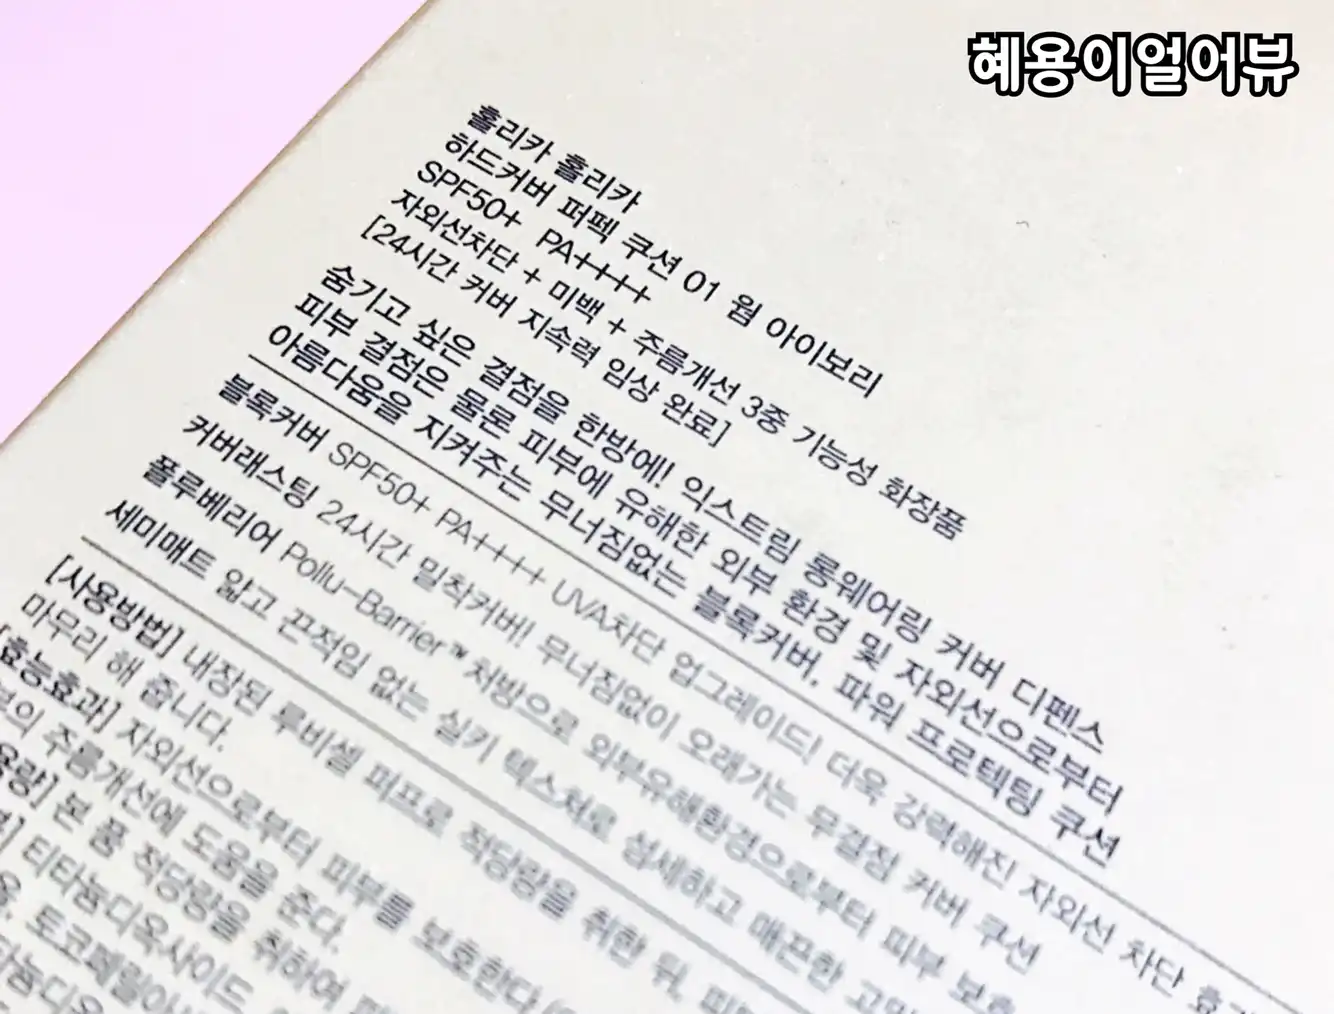 혜용이얼어뷰
홀리카 홀리카
하드커버 퍼펙 쿠션 01 웜 아이보리
SPF50+ PA++++
자외선차단 + 미백 + 주름개선 3중 기능성 화장품
[24시간 커버 지속력 임상 완료]
숨기고 싶은 결점을 한방에! 익스트림 롱웨어링 커버 디펜스
피부 결점은 물론 피부에 유해한 외부 환경 및 자외선으로부터
아름다움을 지켜주는 무너짐없는 블록커버, 파워 프로텍팅 쿠션
블록커버 SPF50+ PA++++ UVA차단 업그레이드! 더욱 강력해진 자외선 차단
커버래스팅 24시간 밀착커버! 무너짐없이 오래가는 무결점 커버 쿠션
폴루베리어 Pollu-Barrier™ 처방으로 외부유해환경으로부터 피부 보호
세미매트 얇고 끈적임 없는 실키 텍스처로 섬세하고 매끈한
[사용방법] 내장된 루비셀 퍼프로 적당량을 취한 뒤,
마무리 해 줍니다.
[효능효과] 자외선으로부터 피부를 보호한다
주름개선에 도움을 준다.
본 품 적당량을 취하여
티타늄디옥사이드